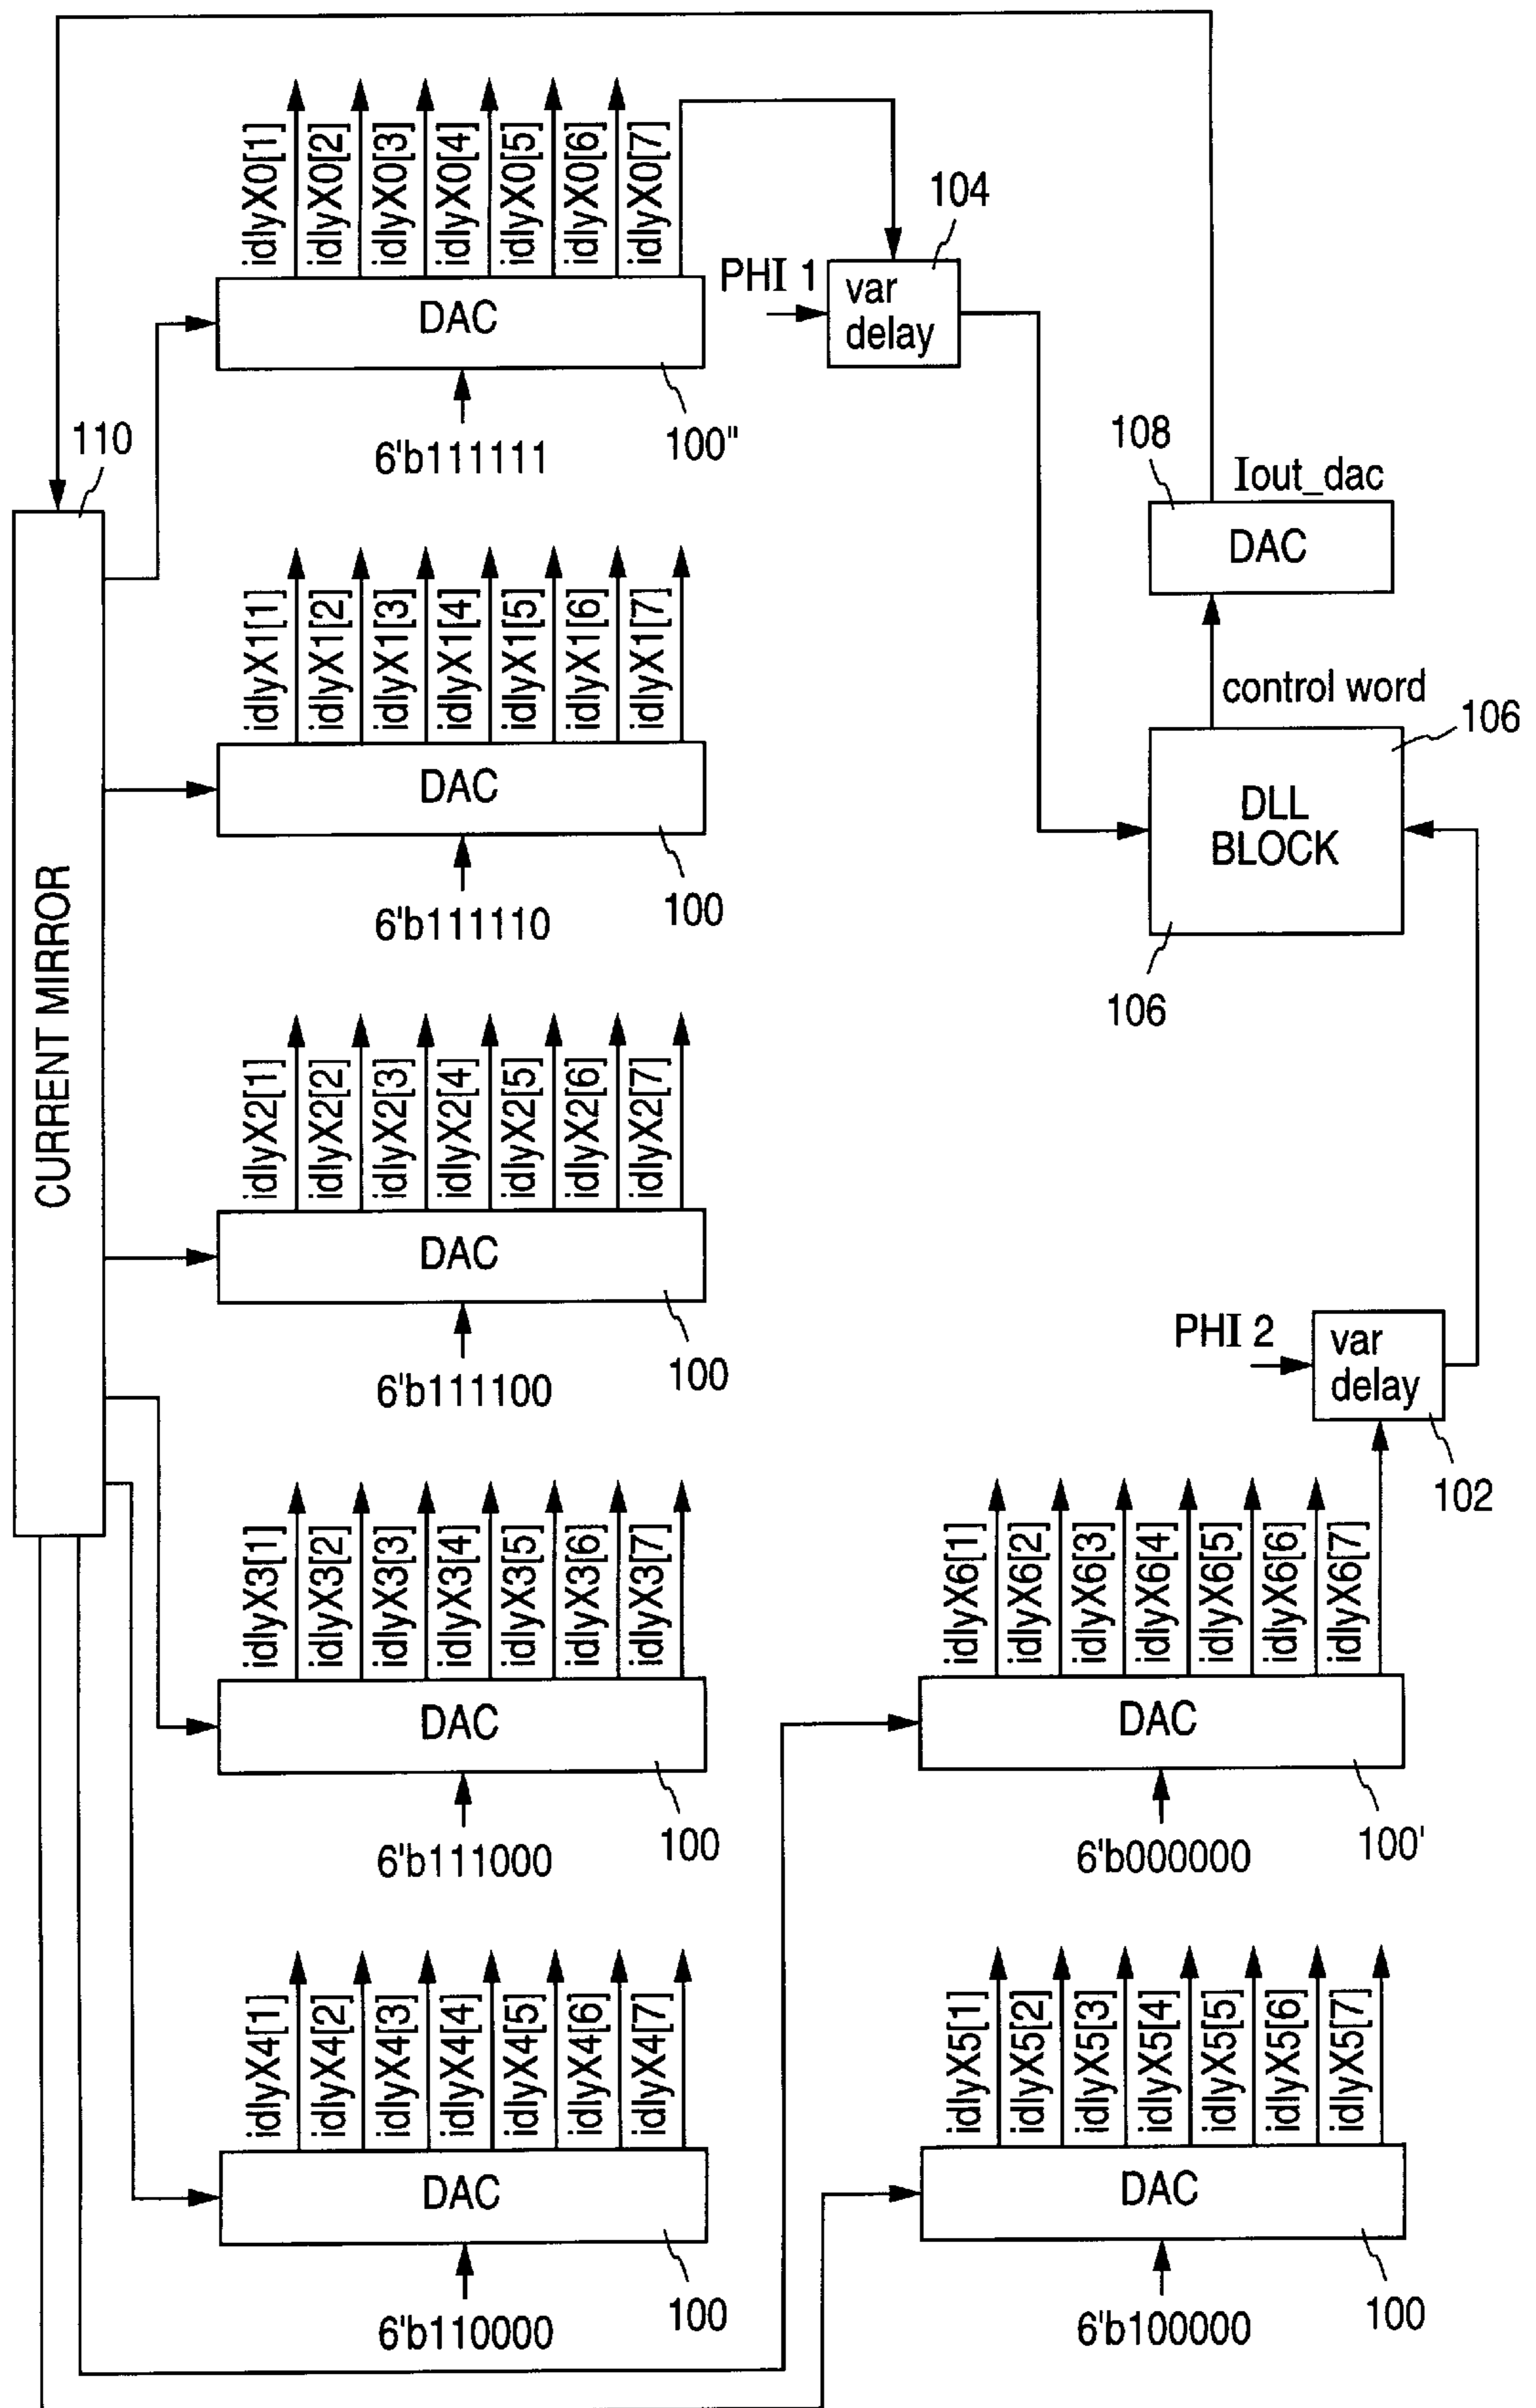 idlyX0[1]
idlyX0[2]
idlyX0[3]
idlyX0[4]
idlyX0[5]
idlyX0[6]
idlyX0[7]
DAC
6'b111111
100"
PHI 1
var
delay
104
110
CURRENT MIRROR
108
Iout_dac
DAC
idlyX1[1]
idlyX1[2]
idlyX1[3]
idlyX1[4]
idlyX1[5]
idlyX1[6]
idlyX1[7]
DAC
6'b111110
100
control word
106
DLL
BLOCK
106
idlyX2[1]
idlyX2[2]
idlyX2[3]
idlyX2[4]
idlyX2[5]
idlyX2[6]
idlyX2[7]
DAC
6'b111100
100
PHI 2
var
delay
102
idlyX3[1]
idlyX3[2]
idlyX3[3]
idlyX3[4]
idlyX3[5]
idlyX3[6]
idlyX3[7]
DAC
6'b111000
100
idlyX6[1]
idlyX6[2]
idlyX6[3]
idlyX6[4]
idlyX6[5]
idlyX6[6]
idlyX6[7]
DAC
6'b000000
100'
idlyX4[1]
idlyX4[2]
idlyX4[3]
idlyX4[4]
idlyX4[5]
idlyX4[6]
idlyX4[7]
DAC
6'b110000
100
idlyX5[1]
idlyX5[2]
idlyX5[3]
idlyX5[4]
idlyX5[5]
idlyX5[6]
idlyX5[7]
DAC
6'b100000
100